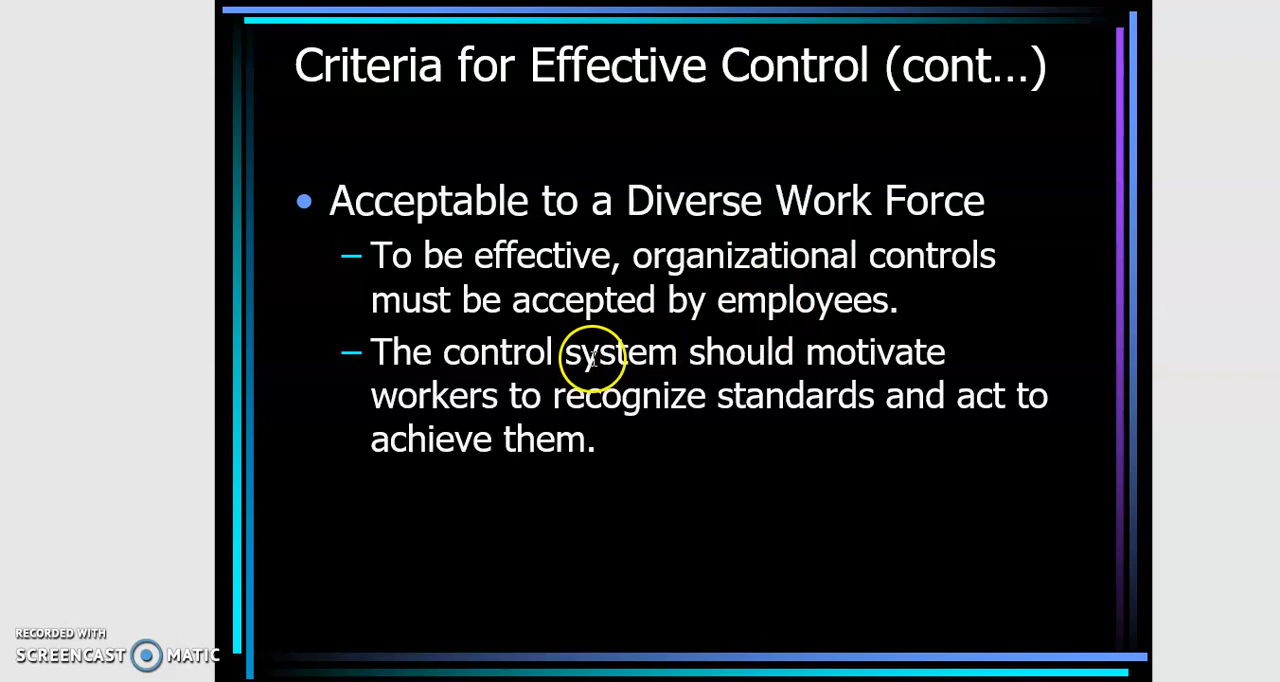 Criteria for Effective Control (cont...)
• Acceptable to a Diverse Work Force
– To be effective, organizational controls
must be accepted by employees.
– The control system should motivate
workers to recognize standards and act to
achieve them.
RECORDED WITH
SCREENCAST MATIC